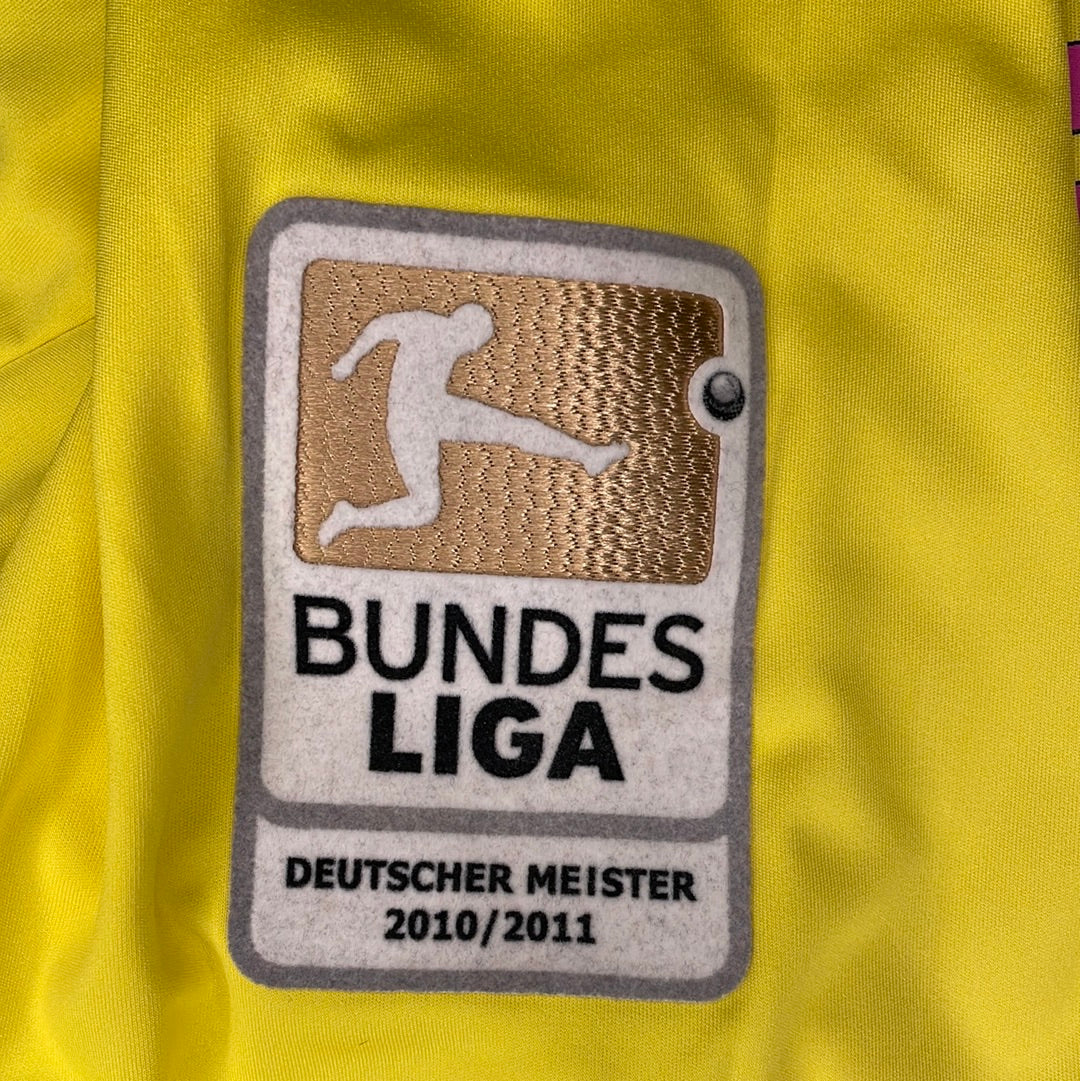 BUNDES
LIGA
DEUTSCHER MEISTER
2010/2011